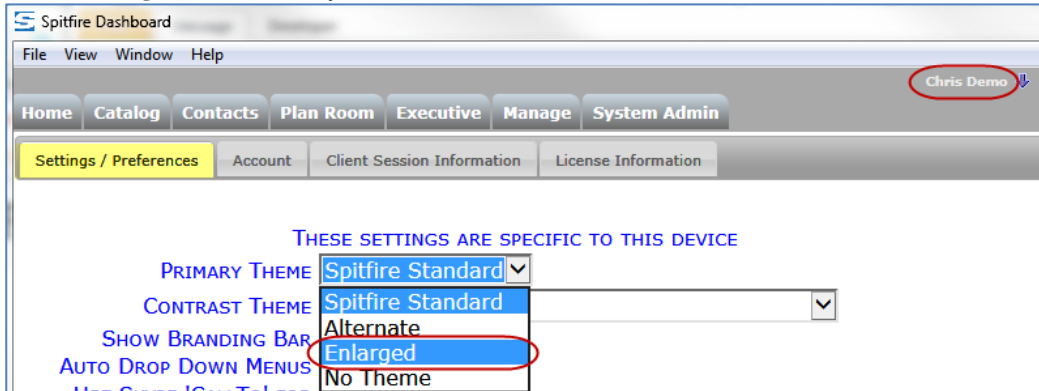 Spitfire Dashboard
File View Window Help
Chris Demo
Home Catalog Contacts Plan Room Executive Manage System Admin
Settings / Preferences Account Client Session Information License Information
THESE SETTINGS ARE SPECIFIC TO THIS DEVICE
PRIMARY THEME Spitfire Standard
CONTRAST THEME Spitfire Standard
Alternate
SHOW BRANDING BAR
Enlarged
AUTO DROP DOWN MENUS
No Theme